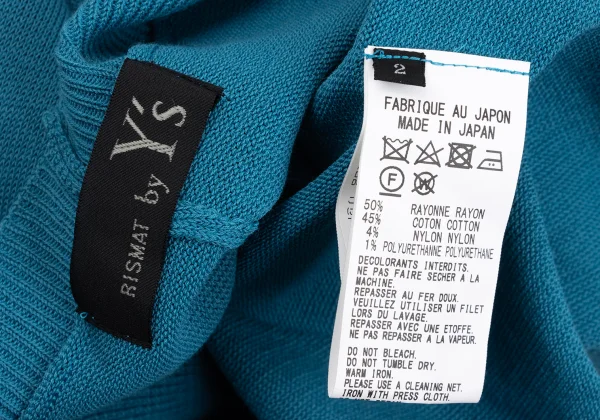 RISMAT by Y's
2
FABRIQUE AU JAPON
MADE IN JAPAN
F
50% RAYONNE RAYON
45% COTON COTTON
4% NYLON NYLON
1% POLYURETHANNE POLYURETHANE
DECOLORANTS INTERDITS.
NE PAS FAIRE SECHER A LA
MACHINE.
REPASSER AU FER DOUX.
VEUILLEZ UTILISER UN FILET
LORS DU LAVAGE.
REPASSER AVEC UNE ETOFFE.
NE PAS REPASSER A LA VAPEUR.
DO NOT BLEACH.
DO NOT TUMBLE DRY.
WARM IRON.
PLEASE USE A CLEANING NET.
IRON WITH PRESS CLOTH.